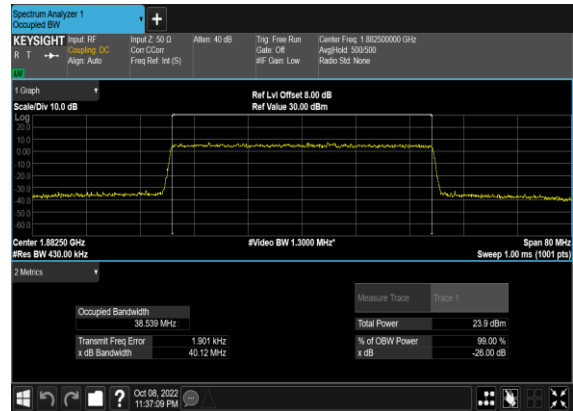 Spectrum Analyzer 1
Occupied BW
+
KEYSIGHT
R T
LU
Input: RF
Coupling: DC
Align: Auto
Input Z: 50 Ω
Corr CCorr
Freq Ref: Int (S)
Atten: 40 dB
Trig: Free Run
Gate: Off
#IF Gain: Low
Center Freq: 1.882500000 GHz
Avg|Hold: 500/500
Radio Std: None
1 Graph
Scale/Div 10.0 dB
Ref Lvl Offset 8.00 dB
Ref Value 30.00 dBm
Log
20.0
10.0
0.00
-10.0
-20.0
-30.0
-40.0
-50.0
-60.0
Center 1.88250 GHz
#Res BW 430.00 kHz
#Video BW 1.3000 MHz*
Span 80 MHz
Sweep 1.00 ms (1001 pts)
2 Metrics
Measure Trace Trace 1
Occupied Bandwidth
38.539 MHz
Total Power 23.9 dBm
Transmit Freq Error 1.901 kHz
% of OBW Power 99.00 %
x dB Bandwidth 40.12 MHz
x dB -26.00 dB
?
Oct 08, 2022
11:37:09 PM